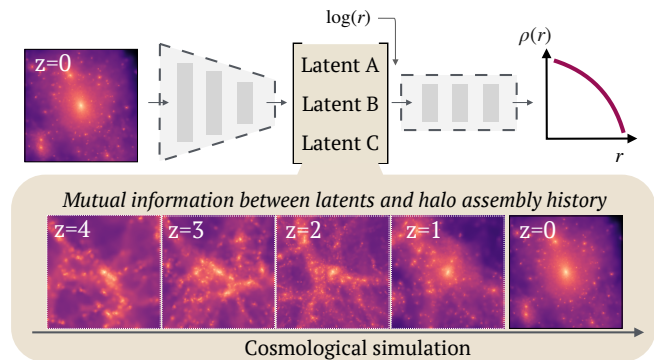 log(r)
z=0
Latent A
Latent B
Latent C
ρ(r)
r
Mutual information between latents and halo assembly history
z=4
z=3
z=2
z=1
z=0
Cosmological simulation